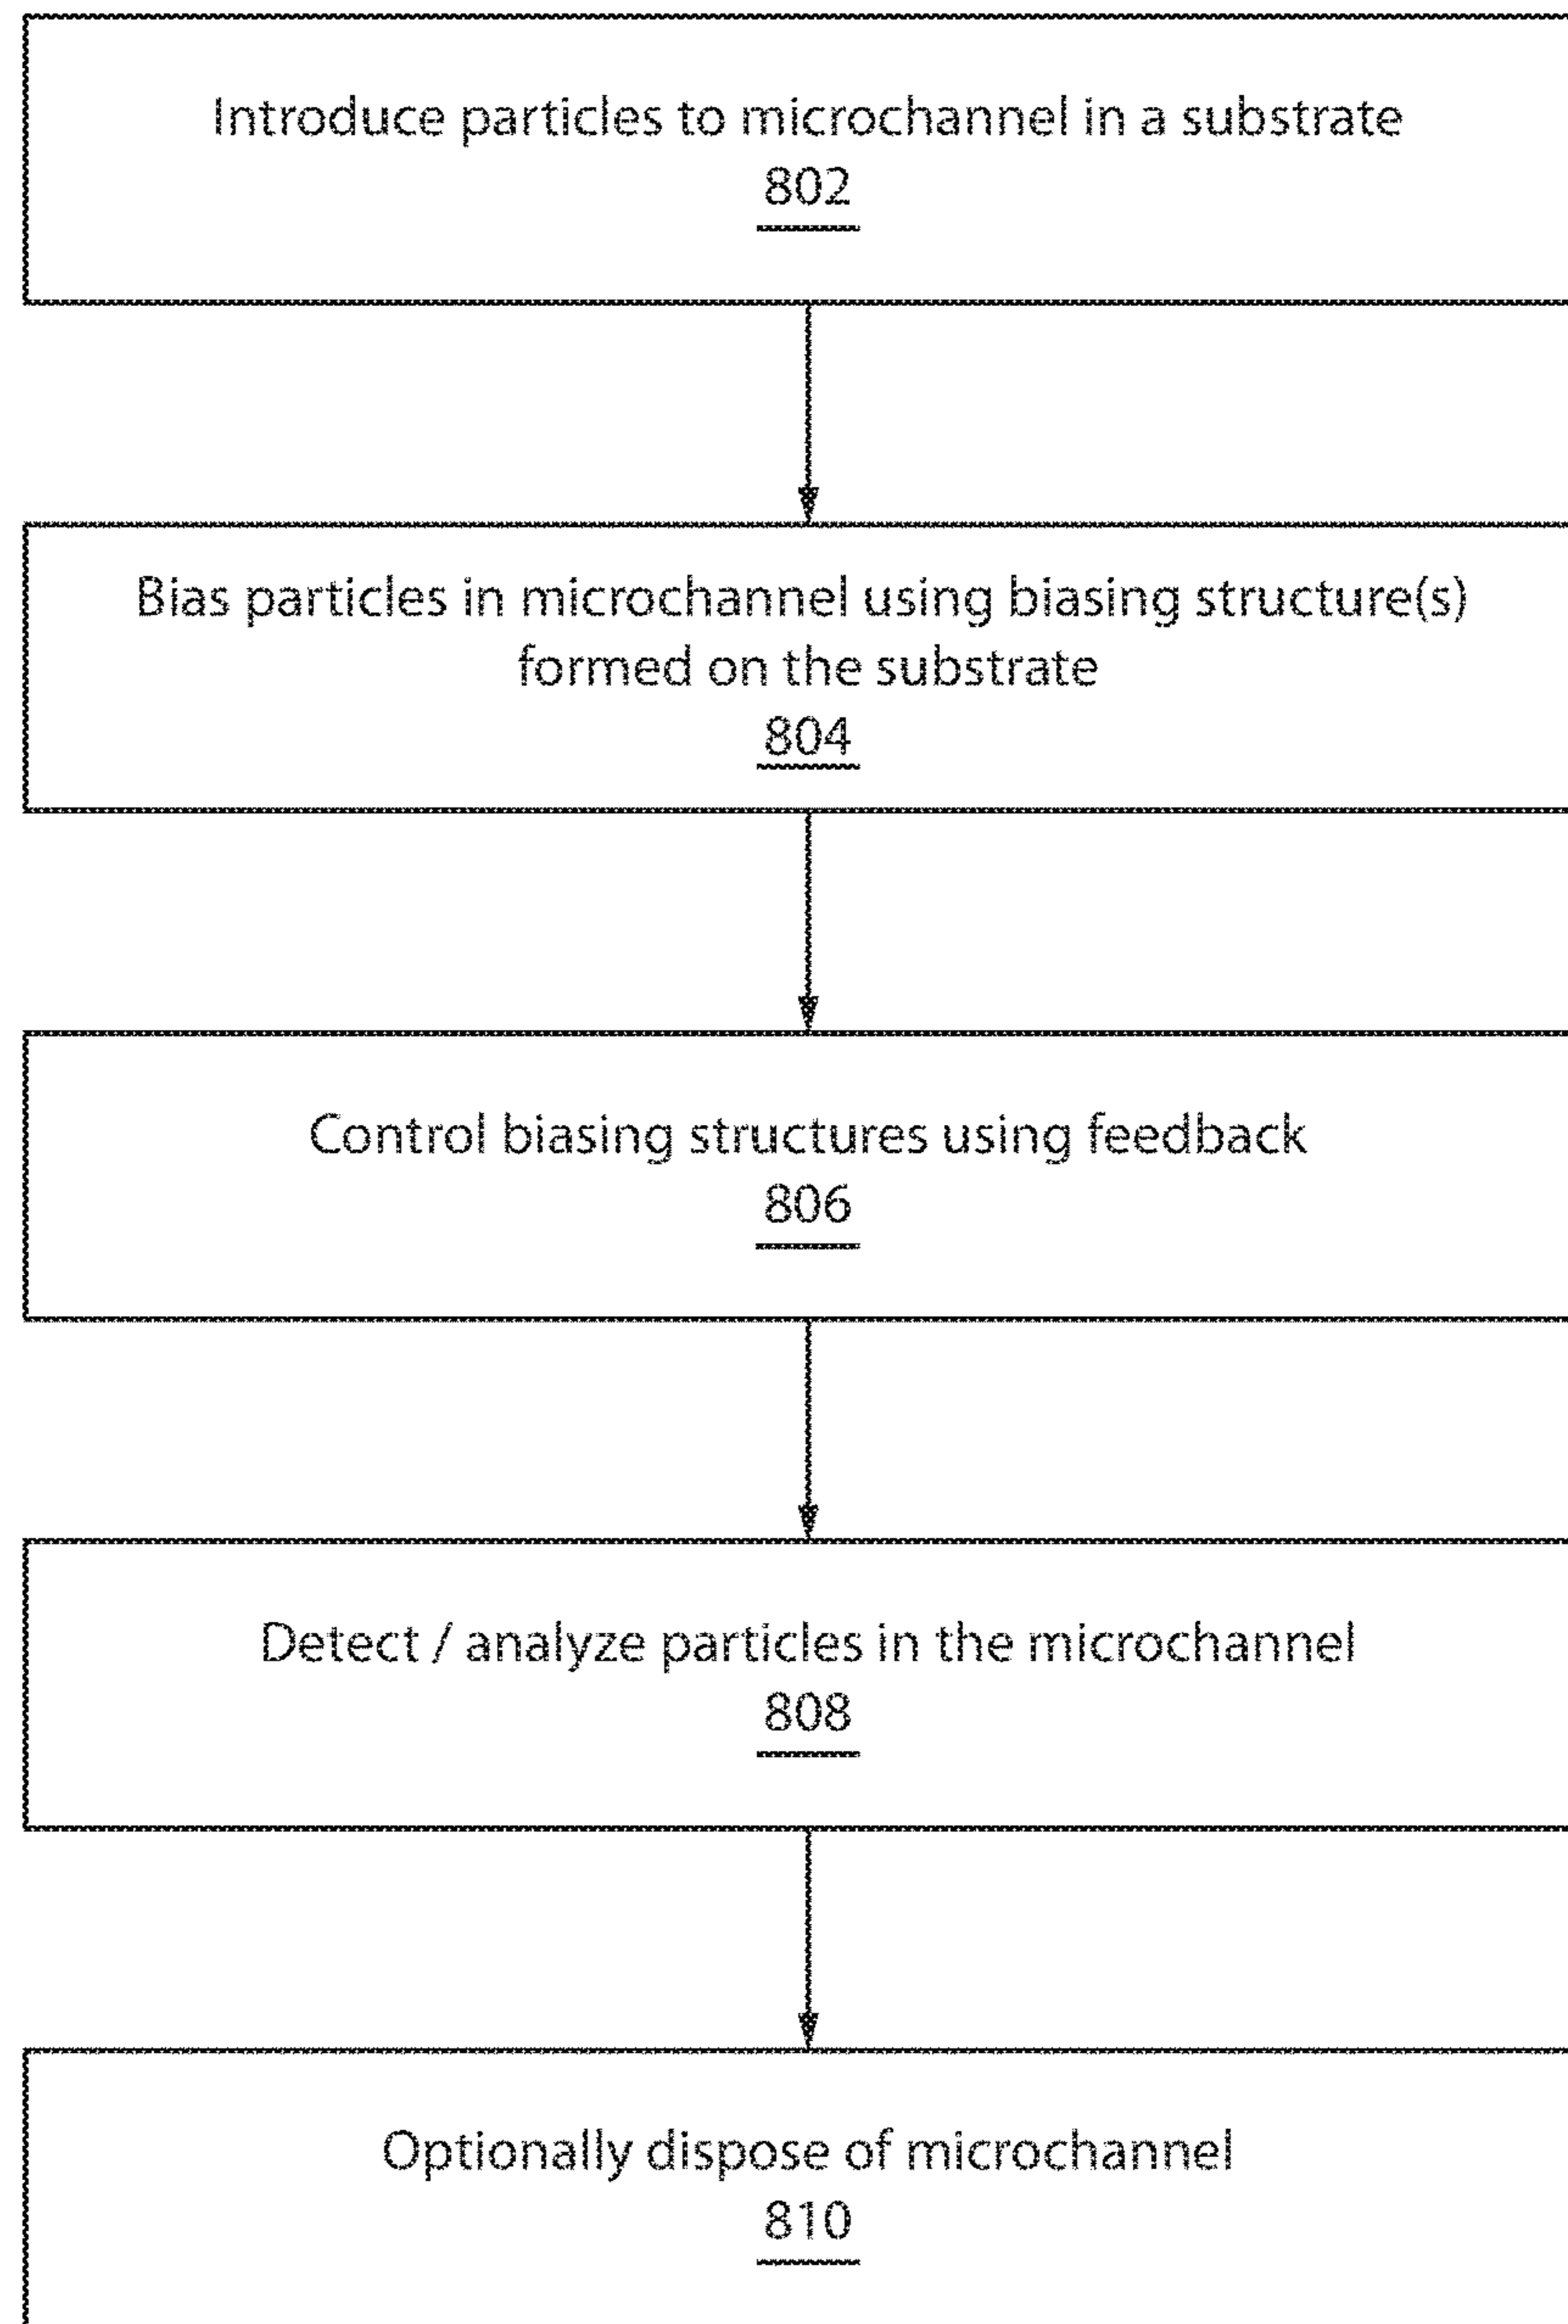 Introduce particles to microchannel in a substrate
802
Bias particles in microchannel using biasing structure(s)
formed on the substrate
804
Control biasing structures using feedback
806
Detect / analyze particles in the microchannel
808
Optionally dispose of microchannel
810